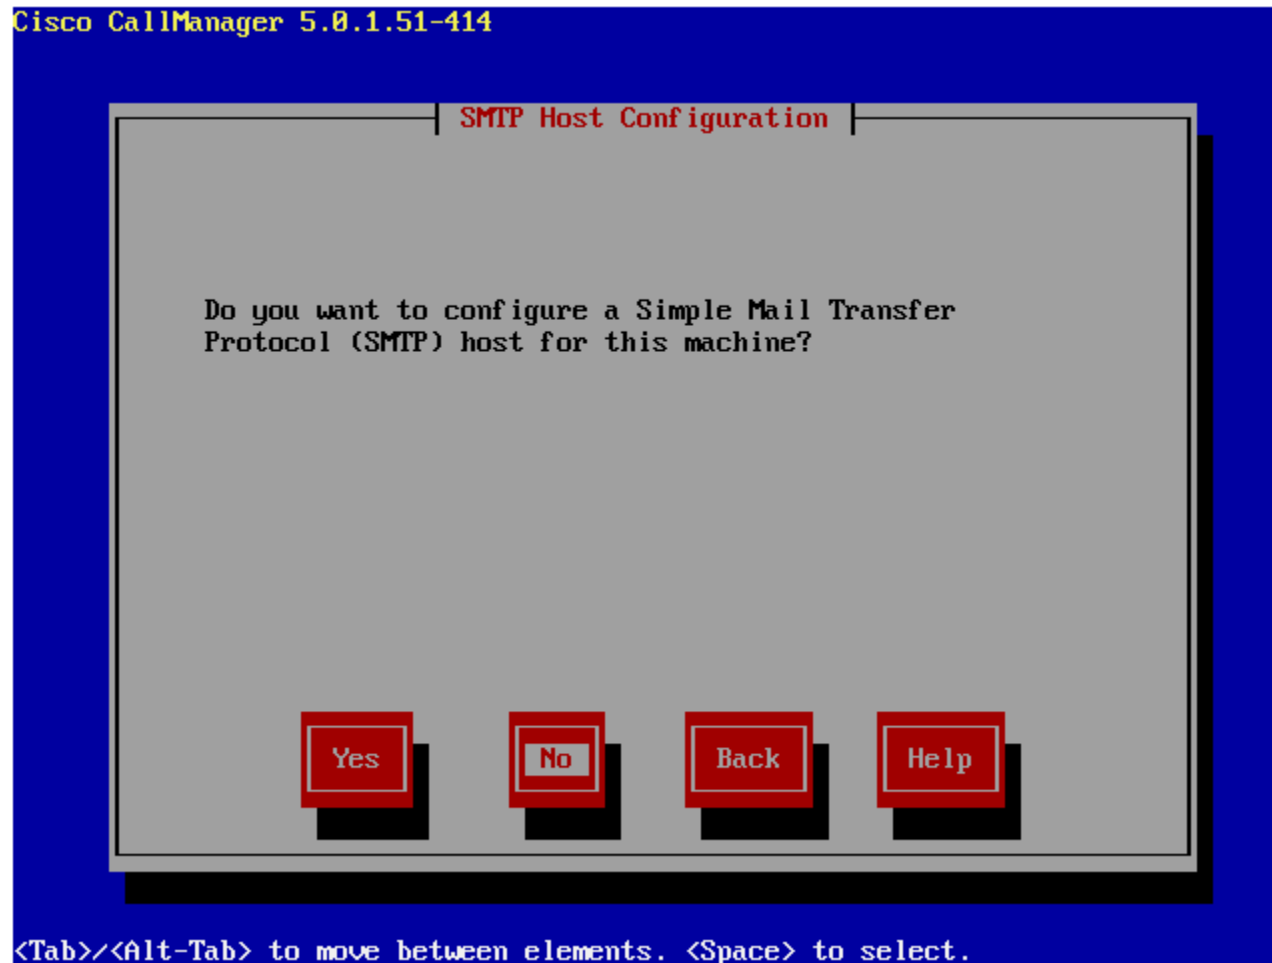 Cisco CallManager 5.0.1.51-414
SMTP Host Configuration
Do you want to configure a Simple Mail Transfer
Protocol (SMTP) host for this machine?
Yes No Back Help
<Tab>/<Alt-Tab> to move between elements. <Space> to select.